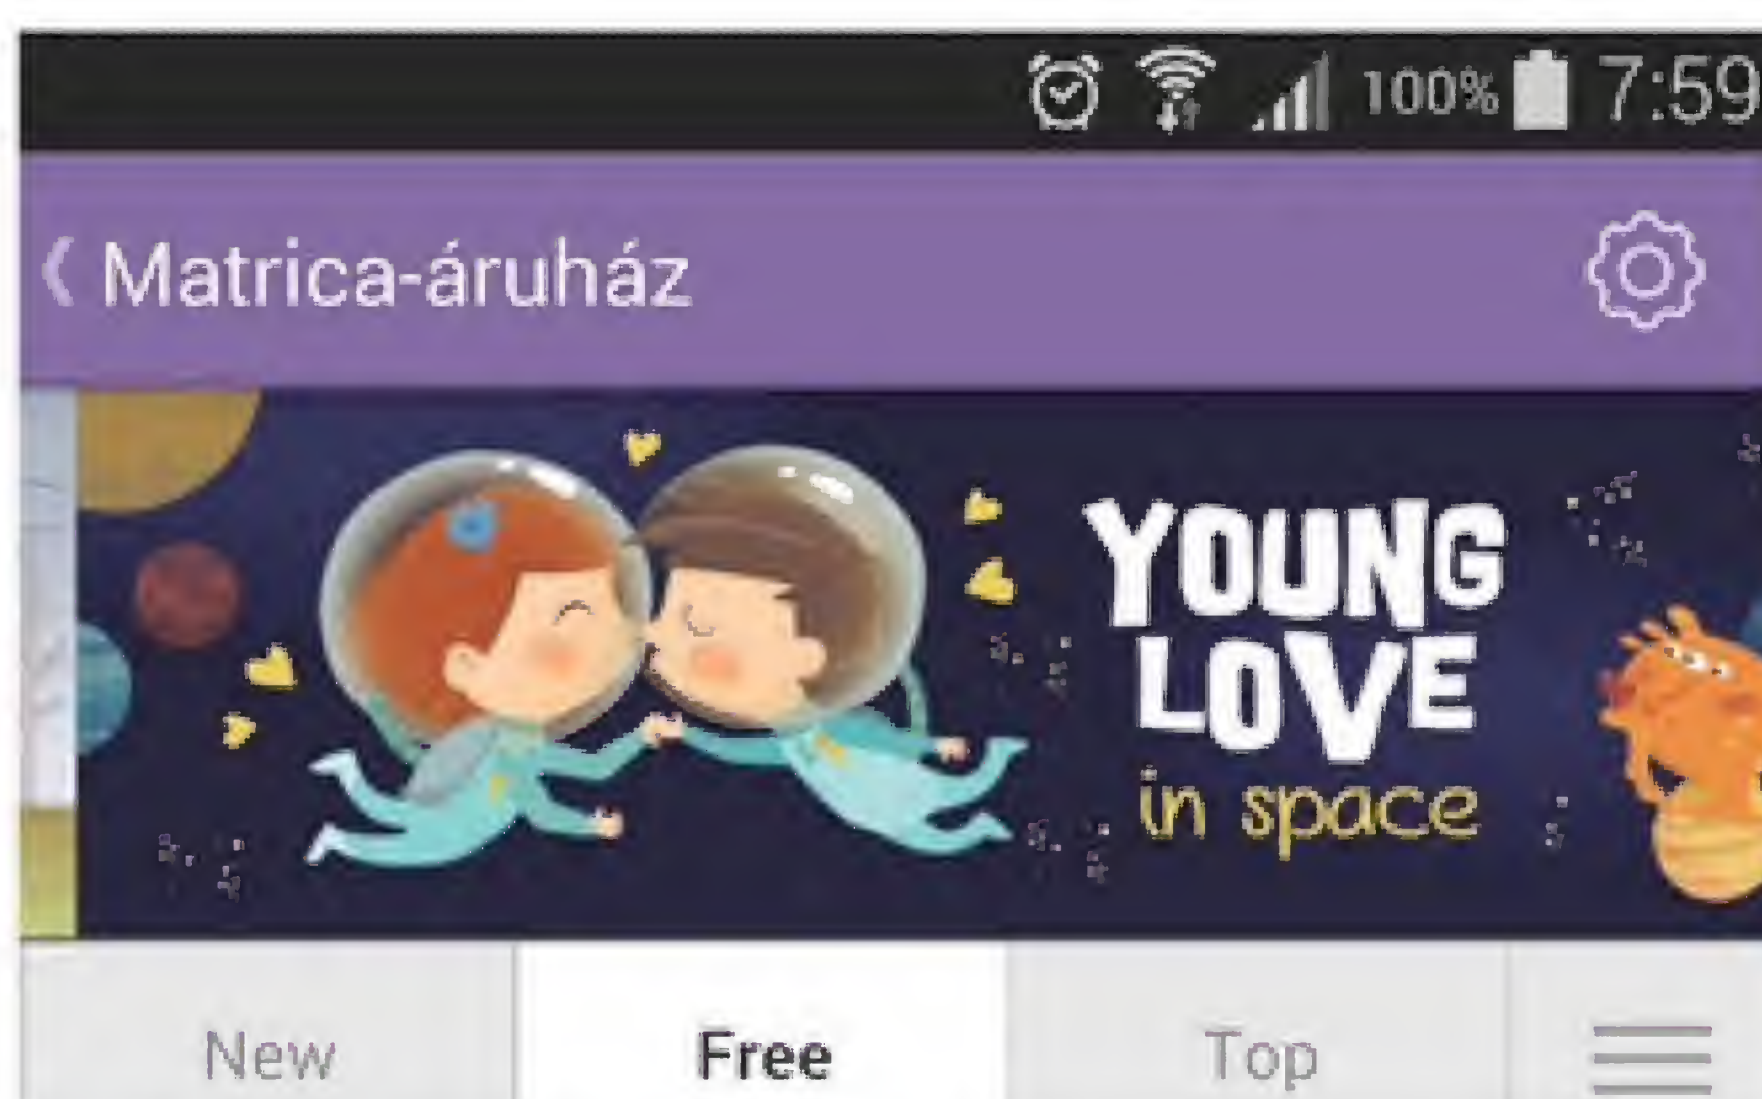 100% 7:59
Matrica-áruház
YOUNG
LOVE
in space
New Free Top